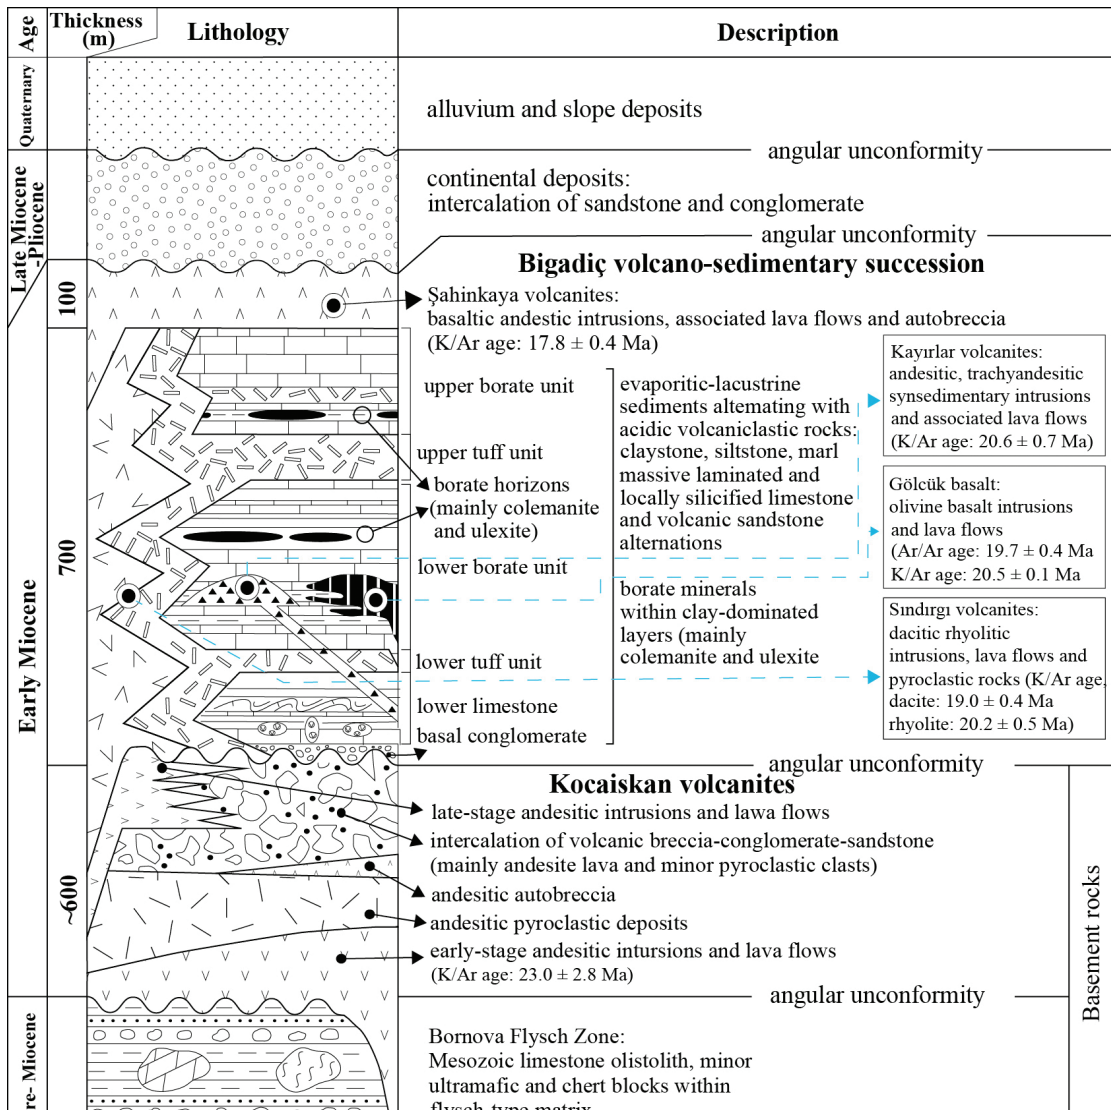 Age
Thickness
(m)
Lithology
Description
Quaternary
alluvium and slope deposits
angular unconformity
Late Miocene
-Pliocene
continental deposits:
intercalation of sandstone and conglomerate
angular unconformity
Bigadiç volcano-sedimentary succession
100
Şahinkaya volcanites:
basaltic andestic intrusions, associated lava flows and autobreccia
(K/Ar age: 17.8 ± 0.4 Ma)
Early Miocene
700
upper borate unit
upper tuff unit
borate horizons
(mainly colemanite
and ulexite)
lower borate unit
lower tuff unit
lower limestone
basal conglomerate
evaporitic-lacustrine
sediments altemating with
acidic volcaniclastic rocks:
claystone, siltstone, marl
massive laminated and
locally silicified limestone
and volcanic sandstone
alternations
borate minerals
within clay-dominated
layers (mainly
colemanite and ulexite
Kayırlar volcanites:
andesitic, trachyandesitic
synsedimentary intrusions
and associated lava flows
(K/Ar age: 20.6 ± 0.7 Ma)
Gölcük basalt:
olivine basalt intrusions
and lava flows
(Ar/Ar age: 19.7 ± 0.4 Ma
K/Ar age: 20.5 ± 0.1 Ma
Sındırgı volcanites:
dacitic rhyolitic
intrusions, lava flows and
pyroclastic rocks (K/Ar age,
dacite: 19.0 ± 0.4 Ma
rhyolite: 20.2 ± 0.5 Ma)
angular unconformity
~600
Kocaiskan volcanites
late-stage andesitic intrusions and lawa flows
intercalation of volcanic breccia-conglomerate-sandstone
(mainly andesite lava and minor pyroclastic clasts)
andesitic autobreccia
andesitic pyroclastic deposits
early-stage andesitic intursions and lava flows
(K/Ar age: 23.0 ± 2.8 Ma)
angular unconformity
Basement rocks
re- Miocene
Bornova Flysch Zone:
Mesozoic limestone olistolith, minor
ultramafic and chert blocks within
flysch-type matrix